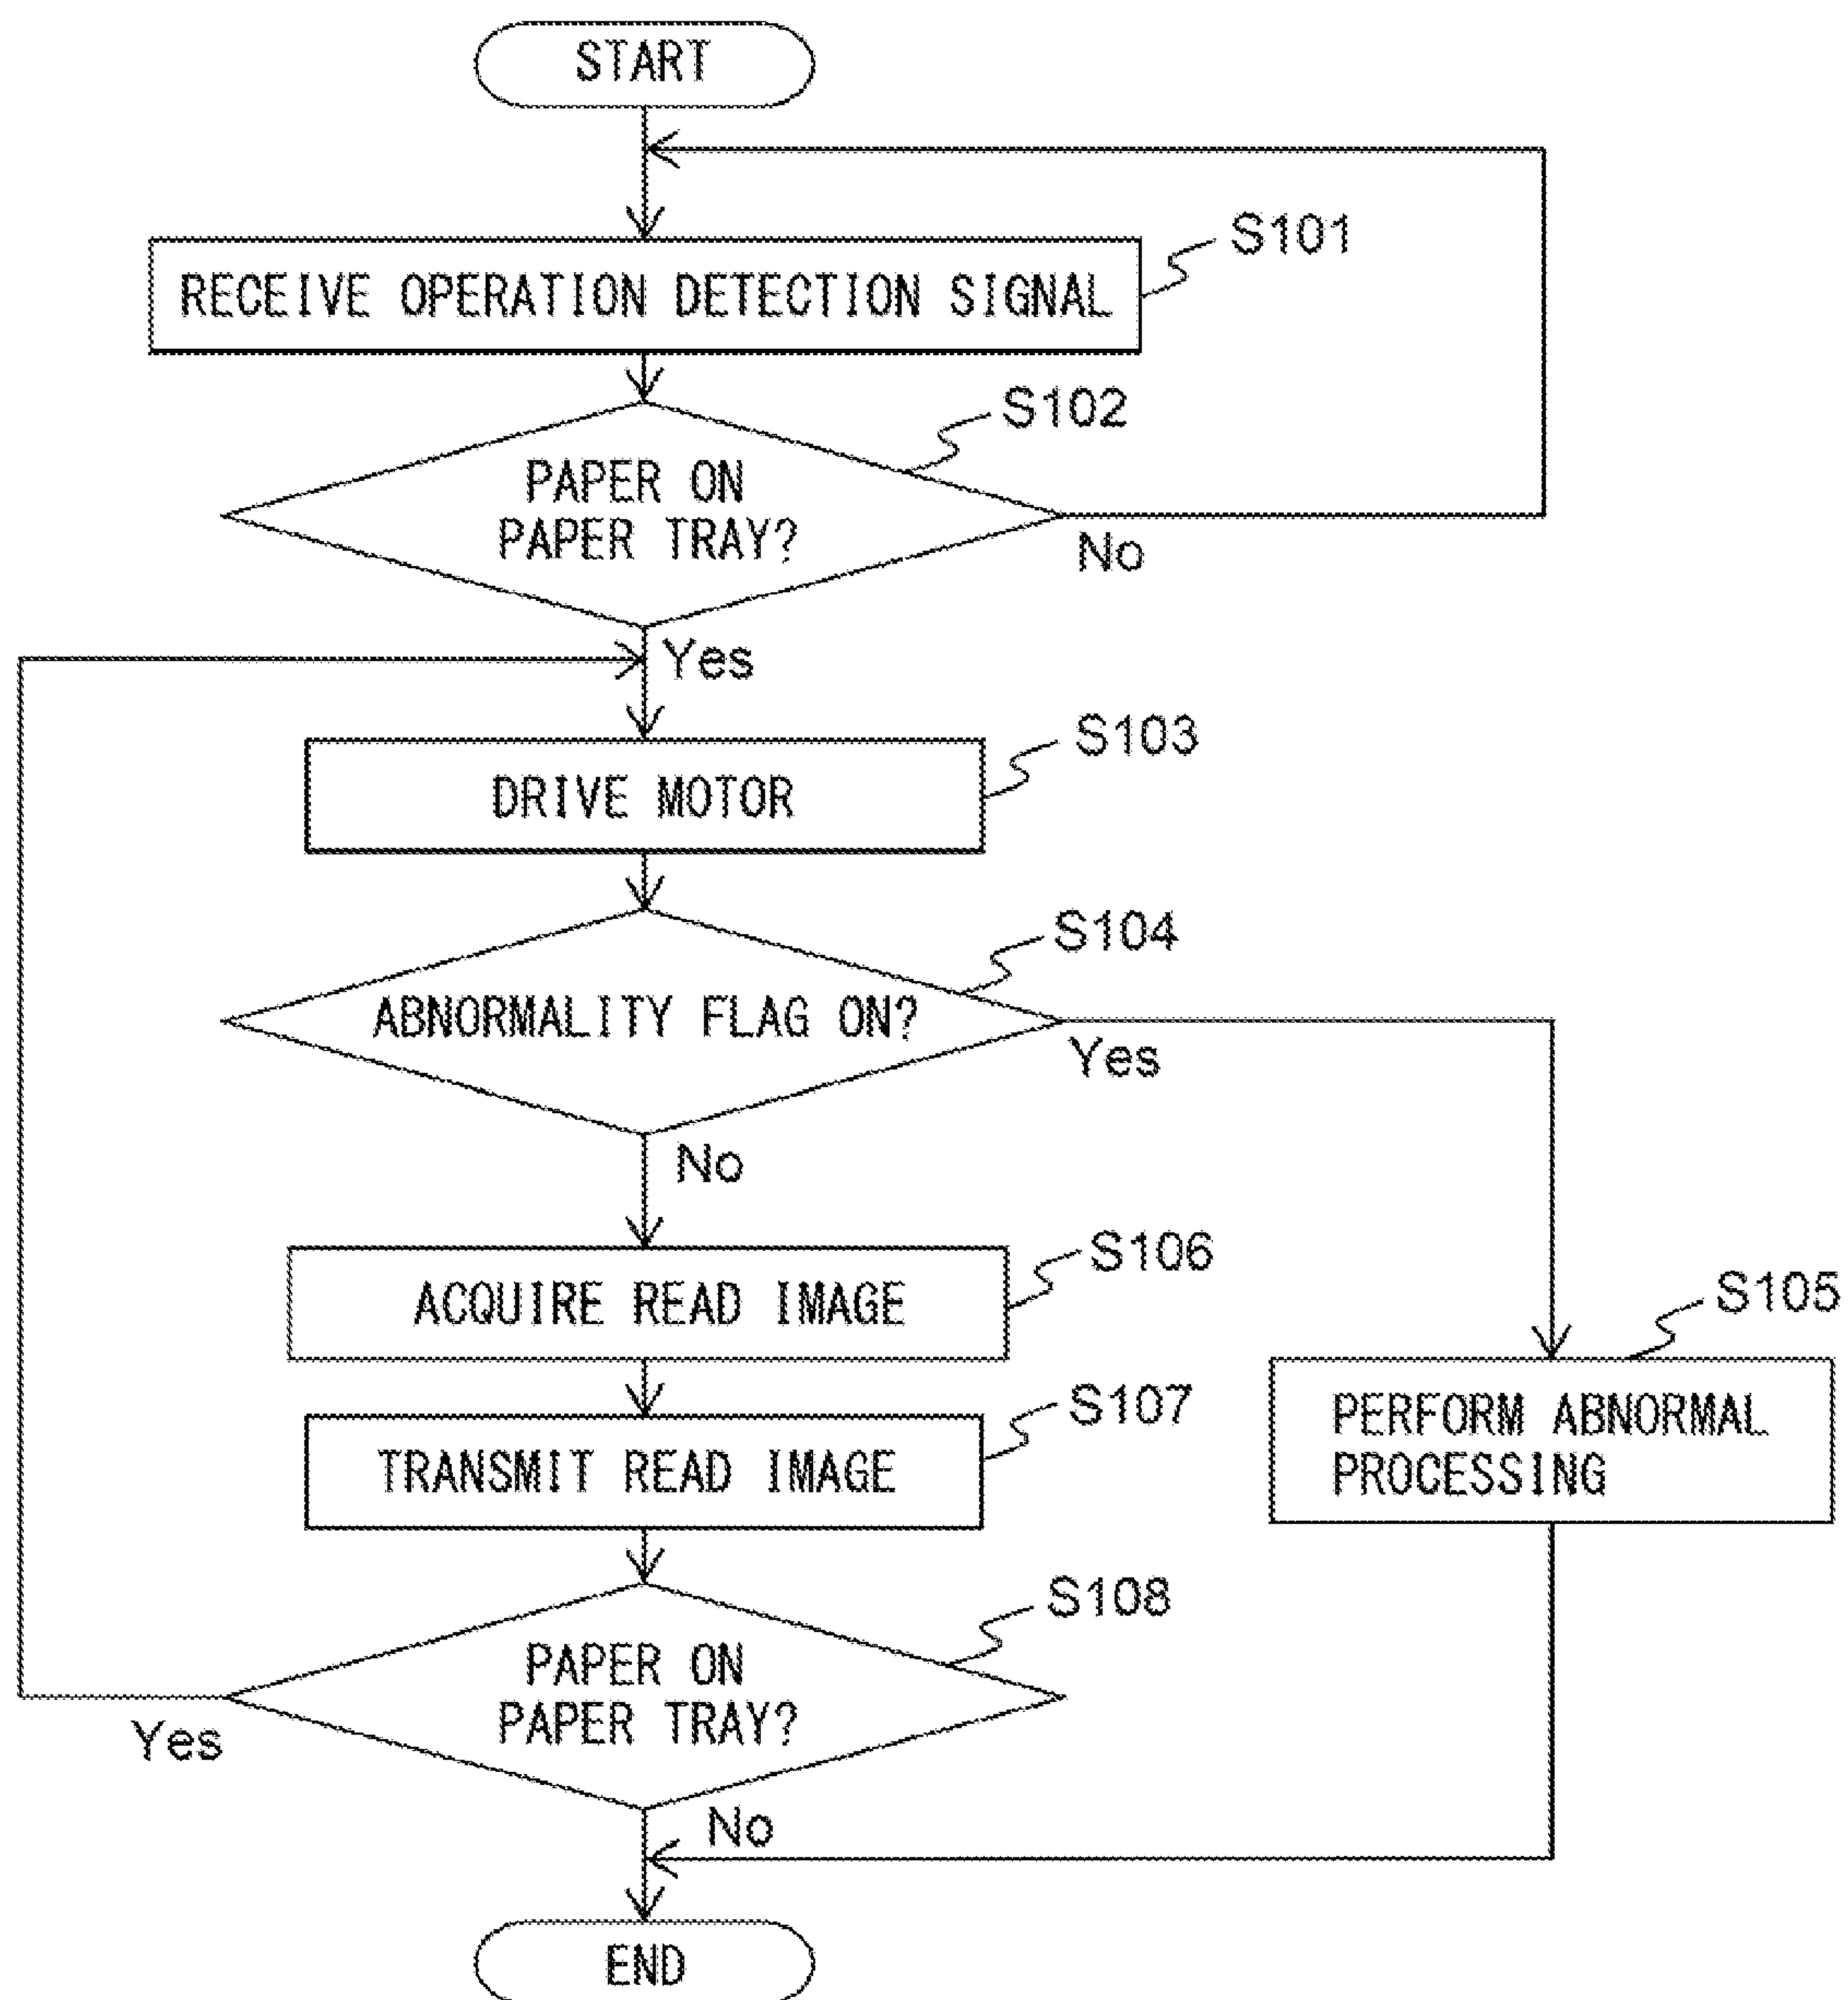 START
RECEIVE OPERATION DETECTION SIGNAL
S101
PAPER ON
PAPER TRAY?
S102
No
Yes
DRIVE MOTOR
S103
ABNORMALITY FLAG ON?
S104
Yes
No
ACQUIRE READ IMAGE
S106
S105
PERFORM ABNORMAL
PROCESSING
TRANSMIT READ IMAGE
S107
PAPER ON
PAPER TRAY?
S108
Yes
No
END